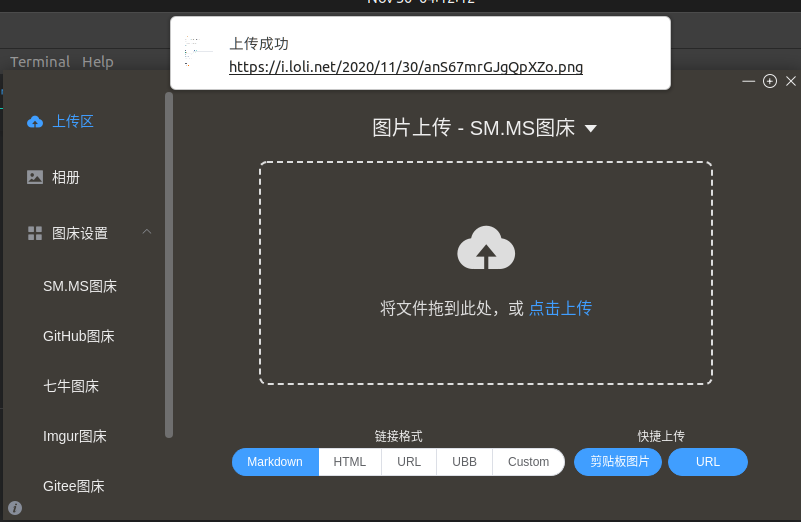 Nov 30 04:12:12
上传成功
https://i.loli.net/2020/11/30/anS67mrGJgQpXZo.png
Terminal Help
上传区
相册
图床设置
SM.MS图床
GitHub图床
七牛图床
Imgur图床
Gitee图床
图片上传 - SM.MS图床
将文件拖到此处，或 点击上传
链接格式
Markdown HTML URL UBB Custom
快捷上传
剪贴板图片 URL